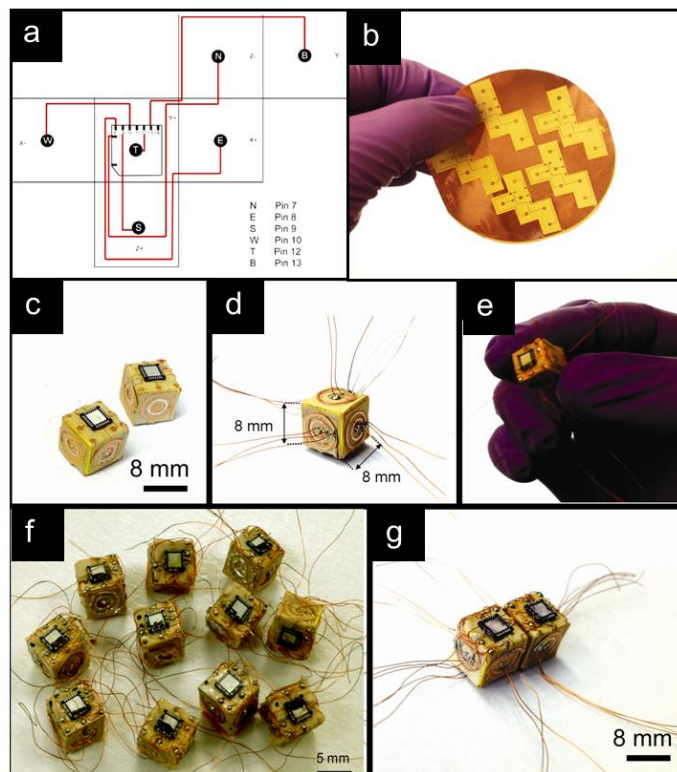 a
N
Z-
B
Y
W
X-
Y+
T
E
X+
S
Z+
N Pin 7
E Pin 8
S Pin 9
W Pin 10
T Pin 12
B Pin 13
b
c
8 mm
d
8 mm
8 mm
e
f
5 mm
g
8 mm